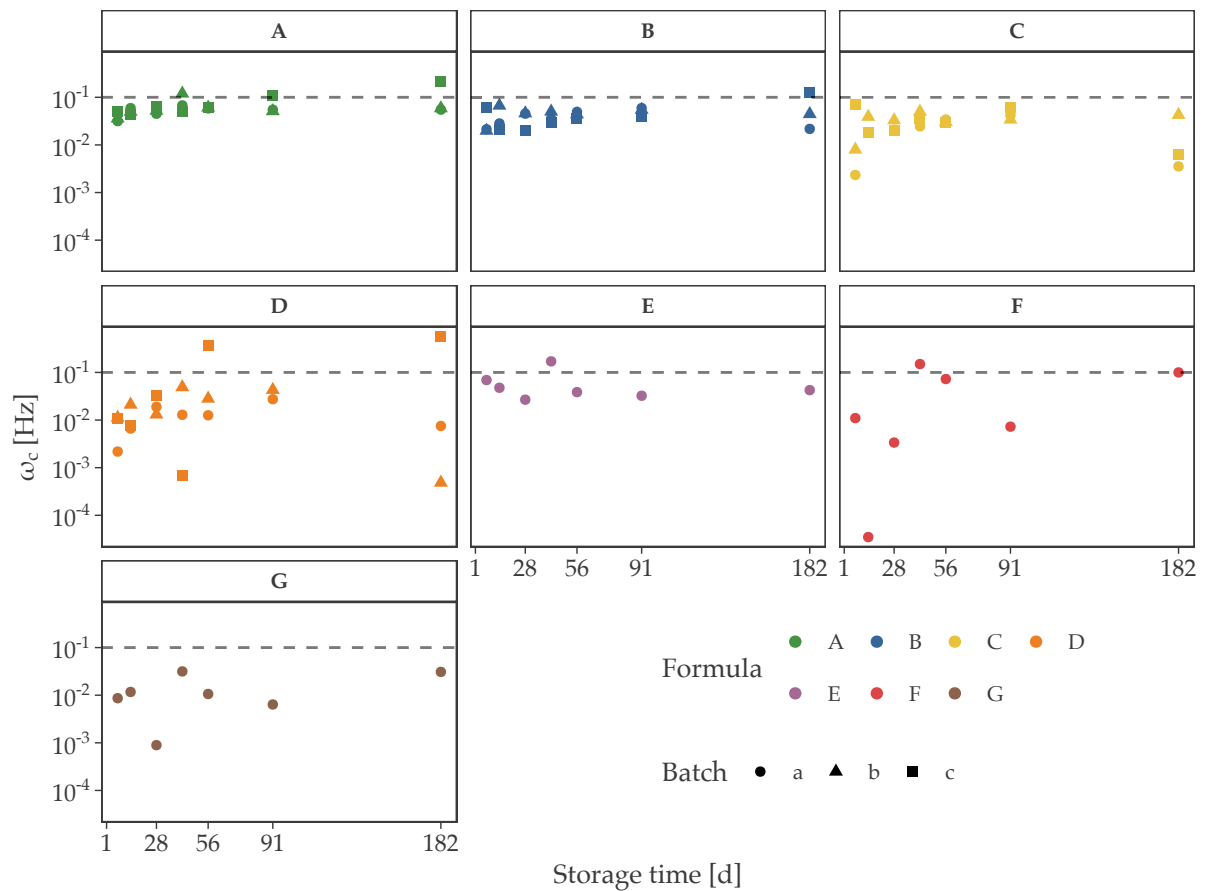 A B C
10⁻¹
10⁻²
10⁻³
10⁻⁴
D E F
10⁻¹
10⁻²
10⁻³
10⁻⁴
ω_c [Hz]
1 28 56 91 182 1 28 56 91 182
G
10⁻¹
10⁻²
10⁻³
10⁻⁴
1 28 56 91 182
Storage time [d]
Formula
A B C D
E F G
Batch a b c